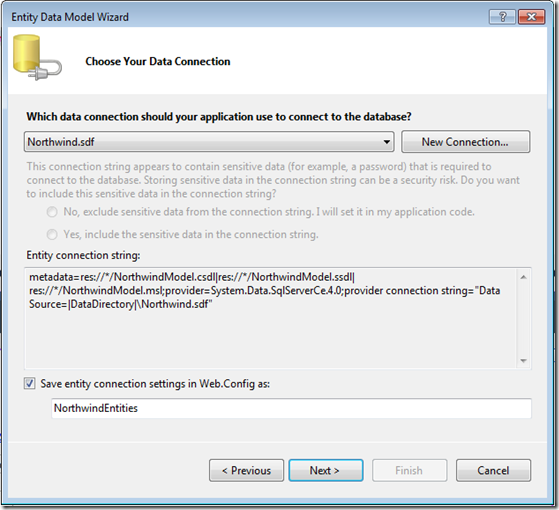 Entity Data Model Wizard
Choose Your Data Connection
Which data connection should your application use to connect to the database?
Northwind.sdf
New Connection...
This connection string appears to contain sensitive data (for example, a password) that is required to
connect to the database. Storing sensitive data in the connection string can be a security risk. Do you want
to include this sensitive data in the connection string?
No, exclude sensitive data from the connection string. I will set it in my application code.
Yes, include the sensitive data in the connection string.
Entity connection string:
metadata=res://*/NorthwindModel.csdl|res://*/NorthwindModel.ssdl|
res://*/NorthwindModel.msl;provider=System.Data.SqlServerCe.4.0;provider connection string="Data
Source=|DataDirectory|\Northwind.sdf"
Save entity connection settings in Web.Config as:
NorthwindEntities
< Previous
Next >
Finish
Cancel